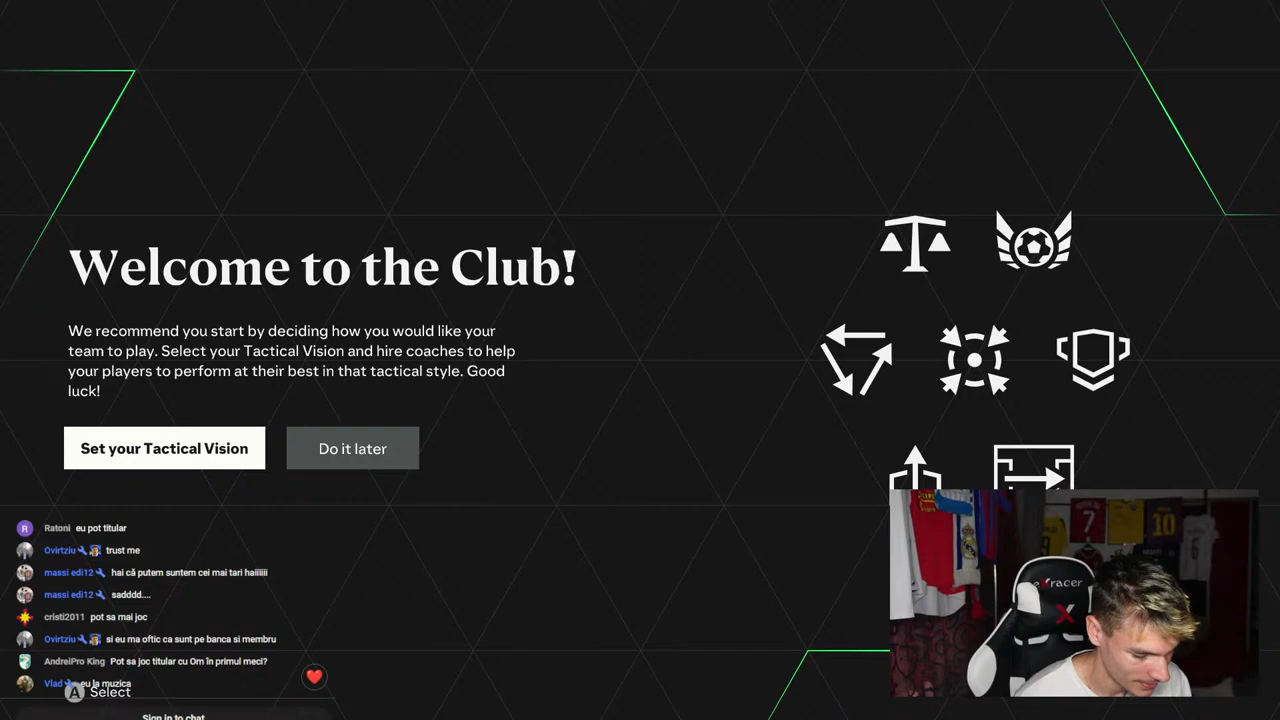 Welcome to the Club!
We recommend you start by deciding how you would like your
team to play. Select your Tactical Vision and hire coaches to help
your players to perform at their best in that tactical style. Good
luck!
Set your Tactical Vision
Do it later
R Ratoni eu pot titular
Ovirtziu trust me
massi edi12 hai că putem suntem cei mai tari haiiiiii
massi edi12 sadddd....
cristi2011 pot sa mai joc
Ovirtziu si eu ma oftic ca sunt pe banca si membru
AndreiPro King Pot sa joc titular cu Om în primul meci?
Vlad eu la muzica
A Select
Sign in to chat
7
10
6
eXracer
X